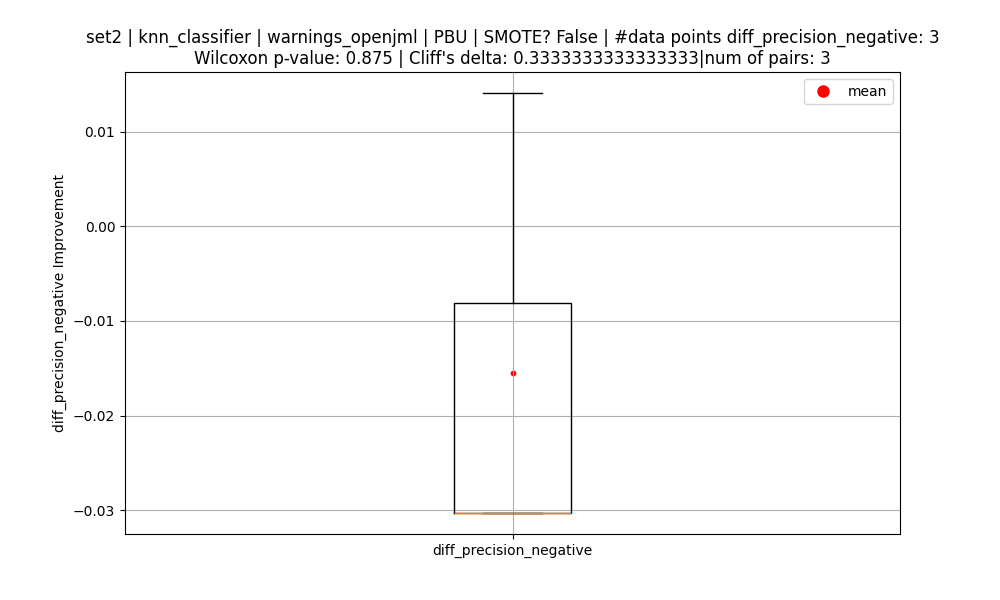 set2 | knn_classifier | warnings_openjml | PBU | SMOTE? False | #data points diff_precision_negative: 3
Wilcoxon p-value: 0.875 | Cliff's delta: 0.3333333333333333|num of pairs: 3
mean
0.01
0.00
−0.01
−0.02
−0.03
diff_precision_negative Improvement
diff_precision_negative